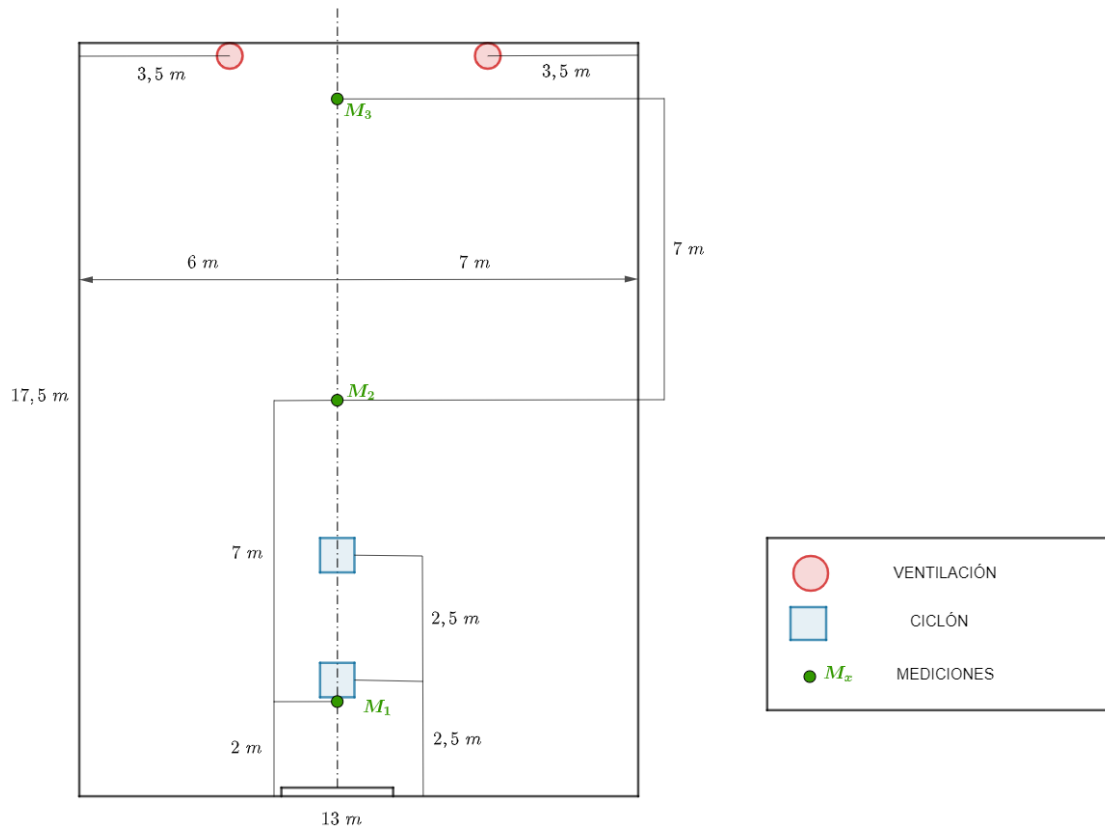 3,5 m
3,5 m
M₃
6 m
7 m
7 m
17,5 m
M₂
7 m
2,5 m
M₁
2 m
2,5 m
13 m
VENTILACIÓN
CICLÓN
Mₓ MEDICIONES